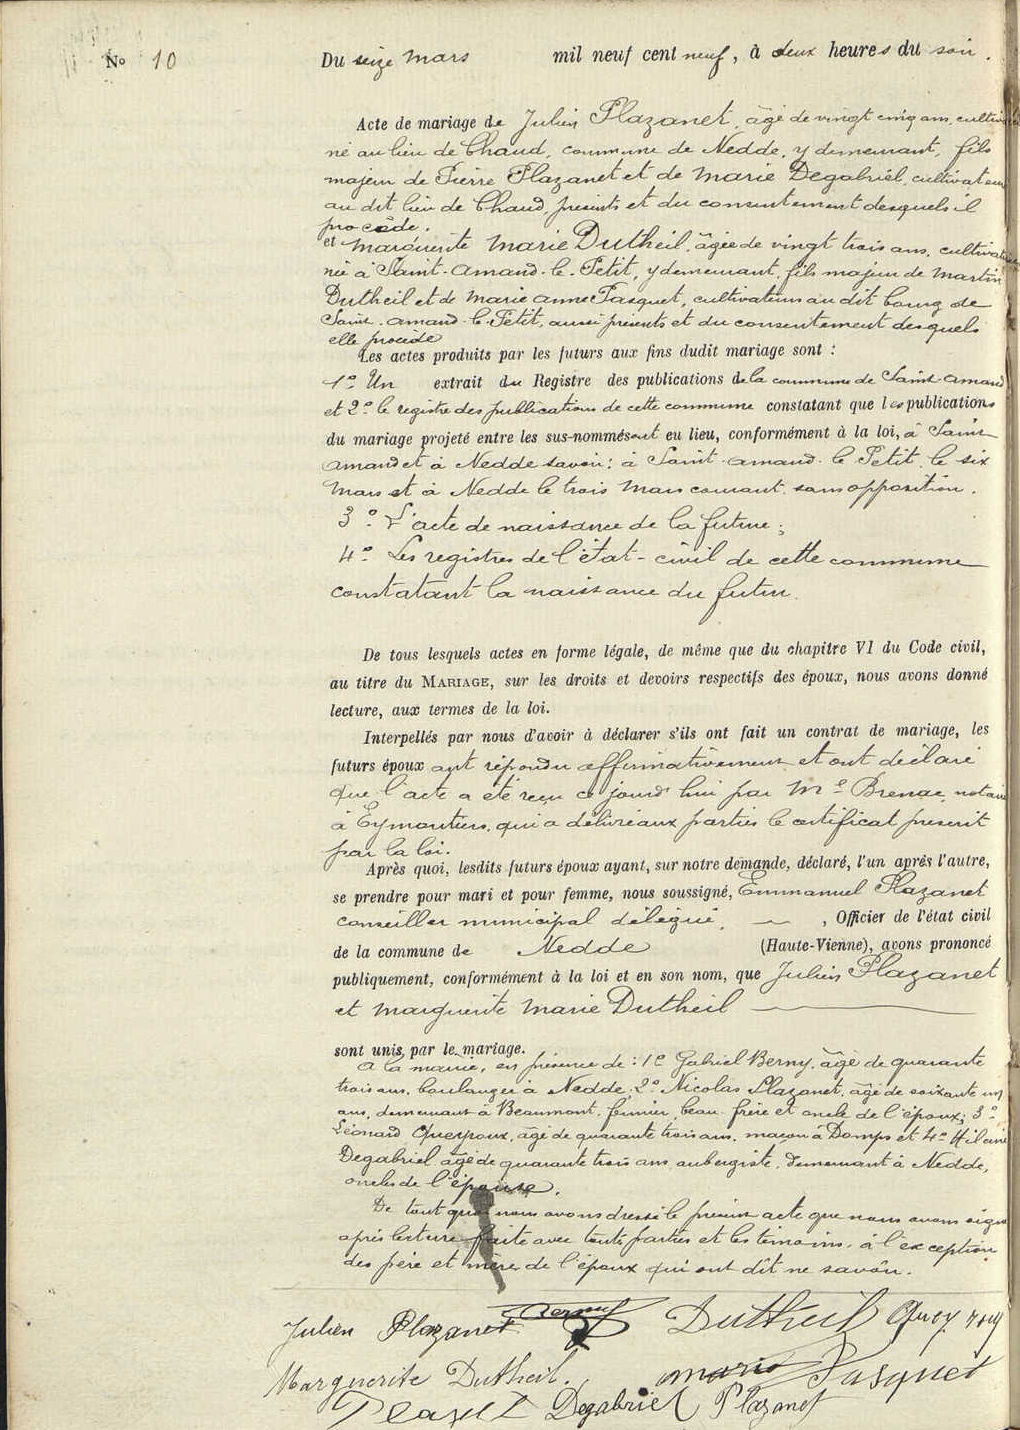 No 10
Du seize mars mil neuf cent neuf, à deux heures du soir.
Acte de mariage de Julien Plazanet, âgé de vingt cinq ans, cultiva
né au lieu de Chaud, commune de Nedde, y demeurant, fils
majeur de Pierre Plazanet et de Marie Degabriel, cultivateurs
au dit lieu de Chaud, présents et du consentement desquels il
procède.
et Marguerite Marie Dutheil, âgée de vingt trois ans, cultiva
née à Saint-Amand-le-Petit, y demeurant, fille majeure de Martin
Dutheil et de Marie Anne Pasquet, cultivateurs au dit bourg de
Saint-Amand-le-Petit, aussi présents et du consentement desquels
elle procède
Les actes produits par les futurs aux fins dudit mariage sont :
1º Un extrait du Registre des publications de la commune de Saint-Amand
et 2º le registre des publications de cette commune constatant que les publications
du mariage projeté entre les sus-nommés ont eu lieu, conformément à la loi, à Saint-
Amand et à Nedde savoir : à Saint-Amand-le-Petit, le six
Mars et à Nedde le trois Mars courant, sans opposition.
3º L'acte de naissance de la future ;
4º Les registres de l'état-civil de cette commune
constatant la naissance du futur.
De tous lesquels actes en forme légale, de même que du chapitre VI du Code civil,
au titre du MARIAGE, sur les droits et devoirs respectifs des époux, nous avons donné
lecture, aux termes de la loi.
Interpellés par nous d'avoir à déclarer s'ils ont fait un contrat de mariage, les
futurs époux ont répondu affirmativement et ont déclaré
que l'acte a été reçu ce jourd'hui par Me Brenac, notaire
à Eymoutiers, qui a délivré aux parties le certificat prescrit
par la loi.
Après quoi, lesdits futurs époux ayant, sur notre demande, déclaré, l'un après l'autre,
se prendre pour mari et pour femme, nous soussigné, Emmanuel Plazanet
conseiller municipal délégué, , Officier de l'état civil
de la commune de Nedde (Haute-Vienne), avons prononcé
publiquement, conformément à la loi et en son nom, que Julien Plazanet
et Marguerite Marie Dutheil
sont unis par le mariage.
A la mairie, en présence de : 1º Gabriel Berny, âgé de quarante
trois ans, boulanger à Nedde, 2º Nicolas Plazanet, âgé de soixante un
ans, demeurant à Beaumont, fermier, beau-frère et oncle de l'époux ; 3º
Léonard Queyroux, âgé de quarante trois ans, maçon à Domps et 4º Hilaire
Degabriel âgé de quarante trois ans aubergiste, demeurant à Nedde,
oncles de l'épouse.
De tout quoi nous avons dressé le présent acte que nous avons signé
après lecture faite avec toutes parties et les témoins, à l'exception
des père et mère de l'époux qui ont dit ne savoir.
Julien Plazanet Berny Dutheil
Marguerite Dutheil. Marie Pasquet
Degabriel Plazanet